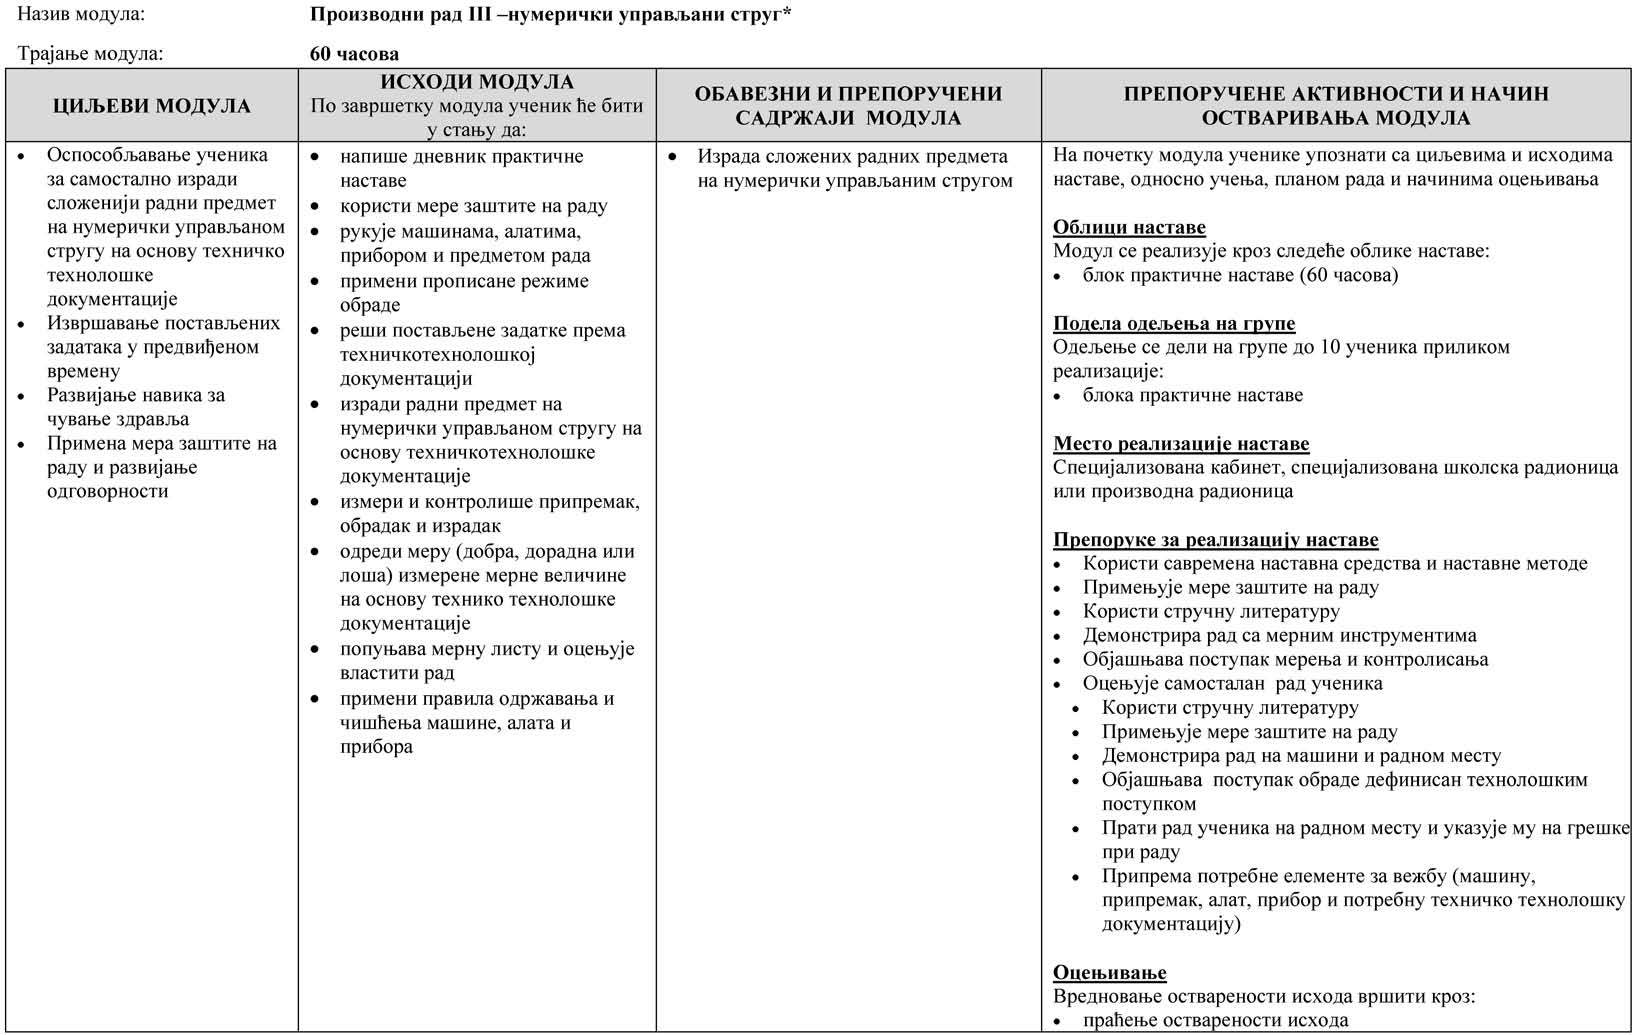 Назив модула: Производни рад III –нумерички управљани струг*
Трајање модула: 60 часова
ЦИЉЕВИ МОДУЛА
ИСХОДИ МОДУЛА
По завршетку модула ученик ће бити
у стању да:
ОБАВЕЗНИ И ПРЕПОРУЧЕНИ
САДРЖАЈИ МОДУЛА
ПРЕПОРУЧЕНЕ АКТИВНОСТИ И НАЧИН
ОСТВАРИВАЊА МОДУЛА
• Оспособљавање ученика
за самостално изради
сложенији радни предмет
на нумерички управљаном
стругу на основу техничко
технолошке
документације
• Извршавање постављених
задатака у предвиђеном
времену
• Развијање навика за
чување здравља
• Примена мера заштите на
раду и развијање
одговорности
• напише дневник практичне
наставе
• користи мере заштите на раду
• рукује машинама, алатима,
прибором и предметом рада
• примени прописане режиме
обраде
• реши постављене задатке према
техничкотехнолошкој
документацији
• изради радни предмет на
нумерички управљаном стругу на
основу техничкотехнолошке
документације
• измери и контролише припремак,
обрадак и израдак
• одреди меру (добра, дорадна или
лоша) измерене мерне величине
на основу технико технолошке
документације
• попуњава мерну листу и оцењује
властити рад
• примени правила одржавања и
чишћења машине, алата и
прибора
• Израда сложених радних предмета
на нумерички управљаним стругом
На почетку модула ученике упознати са циљевима и исходима
наставе, односно учења, планом рада и начинима оцењивања
Облици наставе
Модул се реализује кроз следеће облике наставе:
• блок практичне наставе (60 часова)
Подела одељења на групе
Одељење се дели на групе до 10 ученика приликом
реализације:
• блока практичне наставе
Место реализације наставе
Специјализована кабинет, специјализована школска радионица
или производна радионица
Препоруке за реализацију наставе
• Користи савремена наставна средства и наставне методе
• Примењује мере заштите на раду
• Користи стручну литературу
• Демонстрира рад са мерним инструментима
• Објашњава поступак мерења и контролисања
• Оцењује самосталан рад ученика
• Користи стручну литературу
• Примењује мере заштите на раду
• Демонстрира рад на машини и радном месту
• Објашњава поступак обраде дефинисан технолошким
поступком
• Прати рад ученика на радном месту и указује му на грешке
при раду
• Припрема потребне елементе за вежбу (машину,
припремак, алат, прибор и потребну техничко технолошку
документацију)
Оцењивање
Вредновање остварености исхода вршити кроз:
• праћење остварености исхода